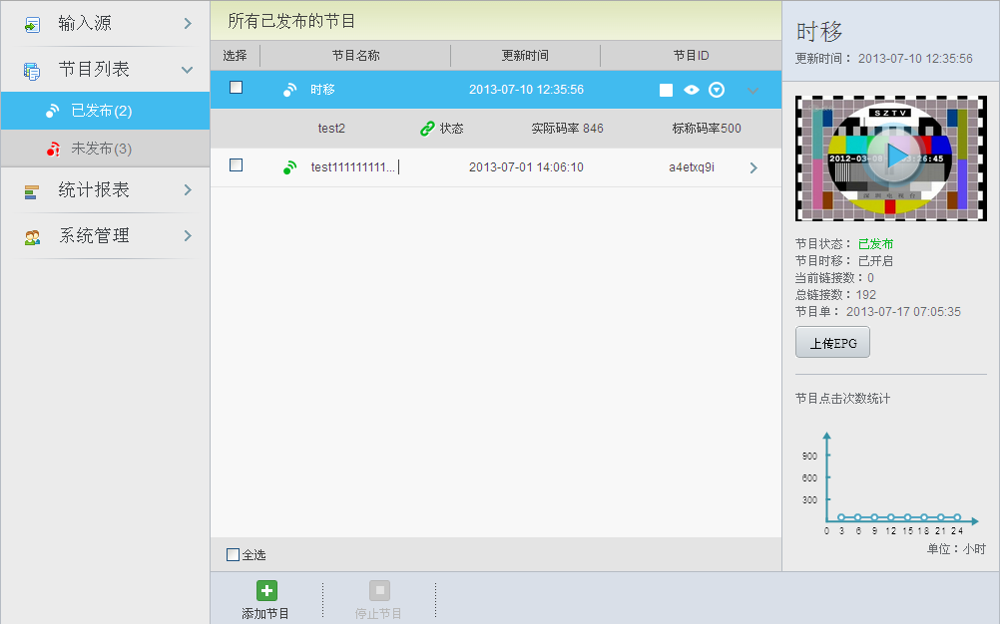 输入源
节目列表
已发布(2)
未发布(3)
统计报表
系统管理
所有已发布的节目
选择 节目名称 更新时间 节目ID
时移 2013-07-10 12:35:56
test2 状态 实际码率 846 标称码率500
test111111111... 2013-07-01 14:06:10 a4etxq9i
全选
添加节目 停止节目
时移
更新时间： 2013-07-10 12:35:56
SZTV
节目状态： 已发布
节目时移： 已开启
当前链接数：0
总链接数：192
节目单： 2013-07-17 07:05:35
上传EPG
节目点击次数统计
900
600
300
0 3 6 9 12 15 18 21 24
单位：小时